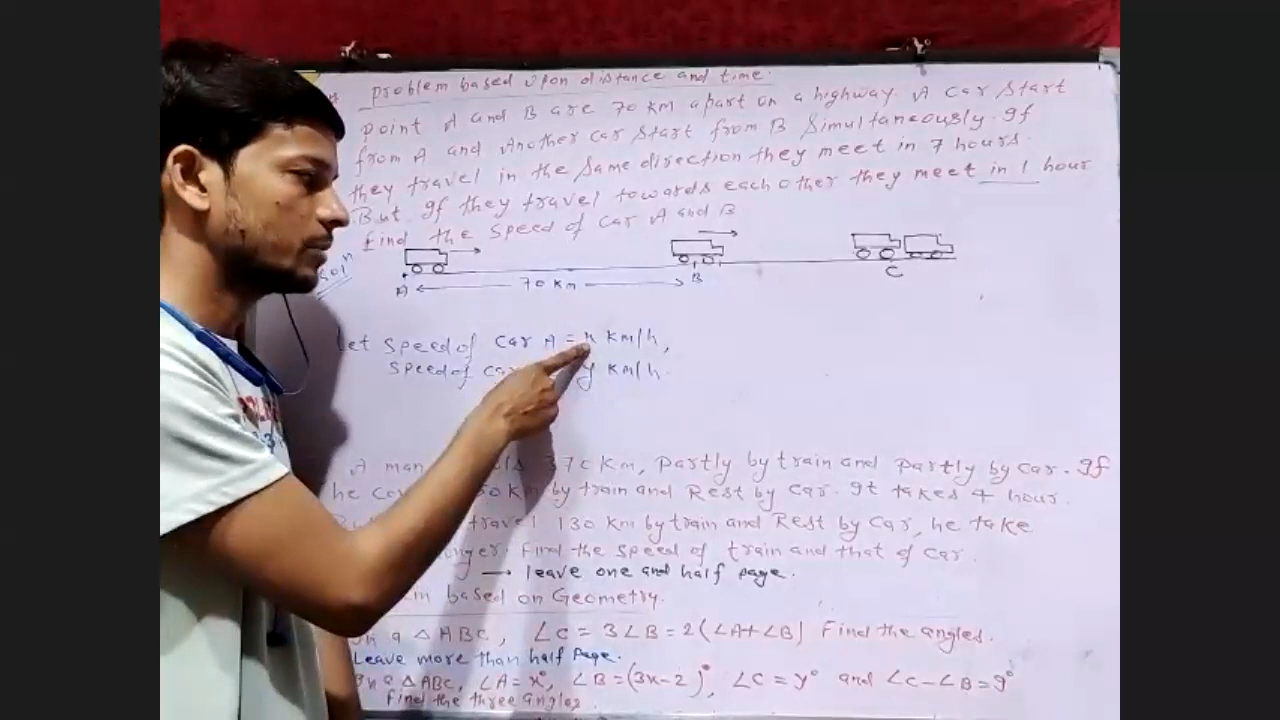 Problem based upon distance and time.
Point A and B are 70 km apart on a highway. A car start
from A and Another car start from B Simultaneously. If
they travel in the same direction they meet in 7 hours.
But If they travel towards each other they meet in 1 hour
Find the speed of car A and B
Soln
A 70 km B C
Let speed of car A = x km/h,
speed of car y km/h.
A man 370 km, partly by train and partly by car. If
he by train and Rest by car. It takes 4 hour.
travel 130 km by train and Rest by car, he take
Find the speed of train and that of car.
→ leave one and half page.
based on Geometry.
In a △ABC, ∠C = 3∠B = 2(∠A+∠B) Find the angles.
Leave more than half Page.
In a △ABC, ∠A = x°, ∠B = (3x-2)°, ∠C = y° and ∠C-∠B = 9°
Find the three angles.